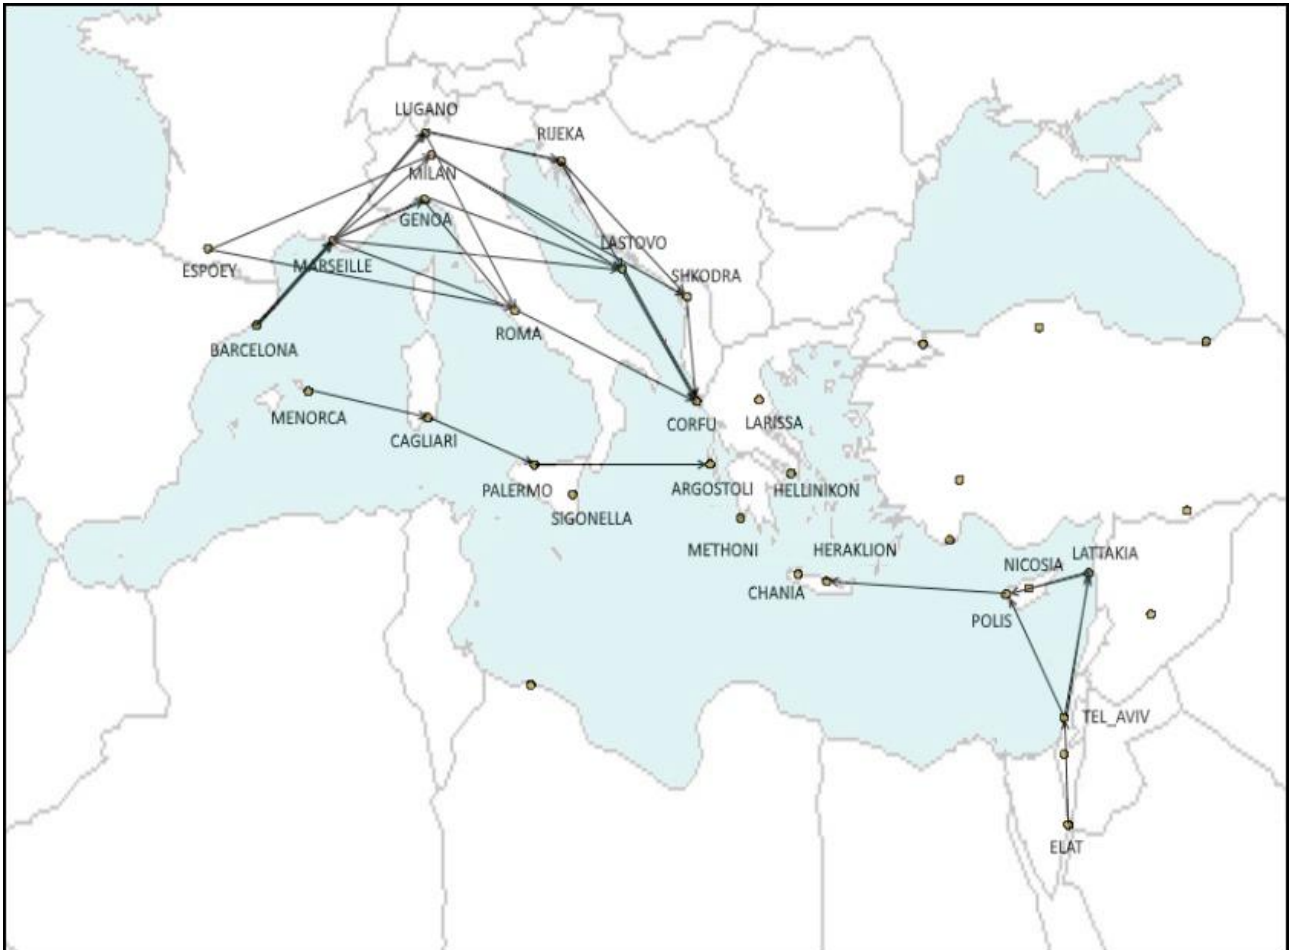 LUGANO
RIJEKA
MILAN
GENOA
LASTOVO
ESPOEY
MARSEILLE
SHKODRA
ROMA
BARCELONA
MENORCA
CORFU
LARISSA
CAGLIARI
PALERMO
ARGOSTOLI
HELLINIKON
SIGONELLA
METHONI
HERAKLION
LATTAKIA
NICOSIA
CHANIA
POLIS
TEL_AVIV
ELAT